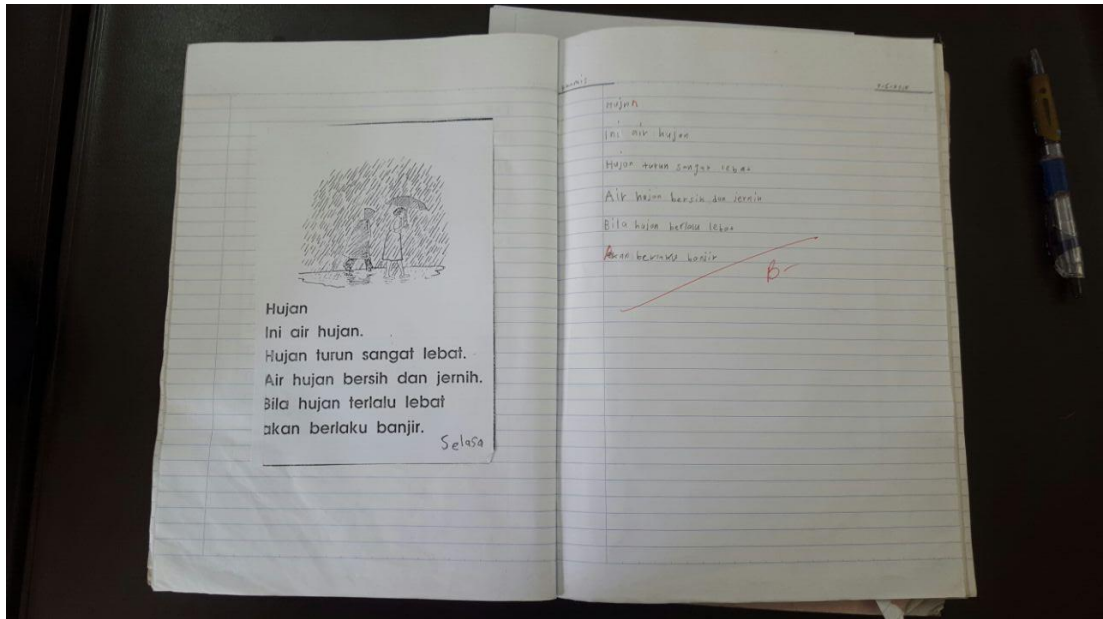 Hujan
Ini air hujan.
Hujan turun sangat lebat.
Air hujan bersih dan jernih.
Bila hujan terlalu lebat
akan berlaku banjir.
Selasa
Hujan
Ini air hujan
Hujan turun sangat lebat
Air hujan bersih dan jernih
Bila hujan berlalu lebat
Akan berlaku banjir
B-